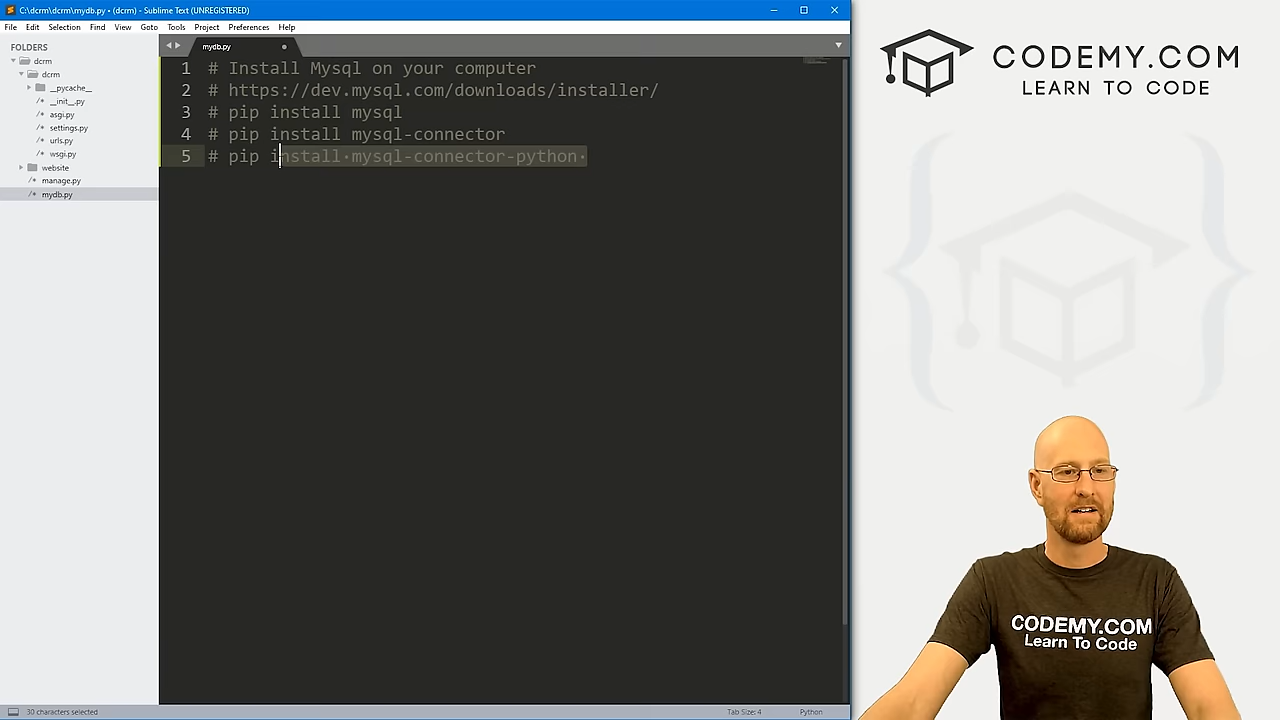 C:\dcrm\dcrm\mydb.py • (dcrm) - Sublime Text (UNREGISTERED)
File Edit Selection Find View Goto Tools Project Preferences Help
FOLDERS
dcrm
dcrm
__pycache__
__init__.py
asgi.py
settings.py
urls.py
wsgi.py
website
manage.py
mydb.py
mydb.py
1 # Install Mysql on your computer
2 # https://dev.mysql.com/downloads/installer/
3 # pip install mysql
4 # pip install mysql-connector
5 # pip install mysql-connector-python
30 characters selected
Tab Size: 4
Python
CODEMY.COM
LEARN TO CODE
CODEMY.COM
Learn To Code